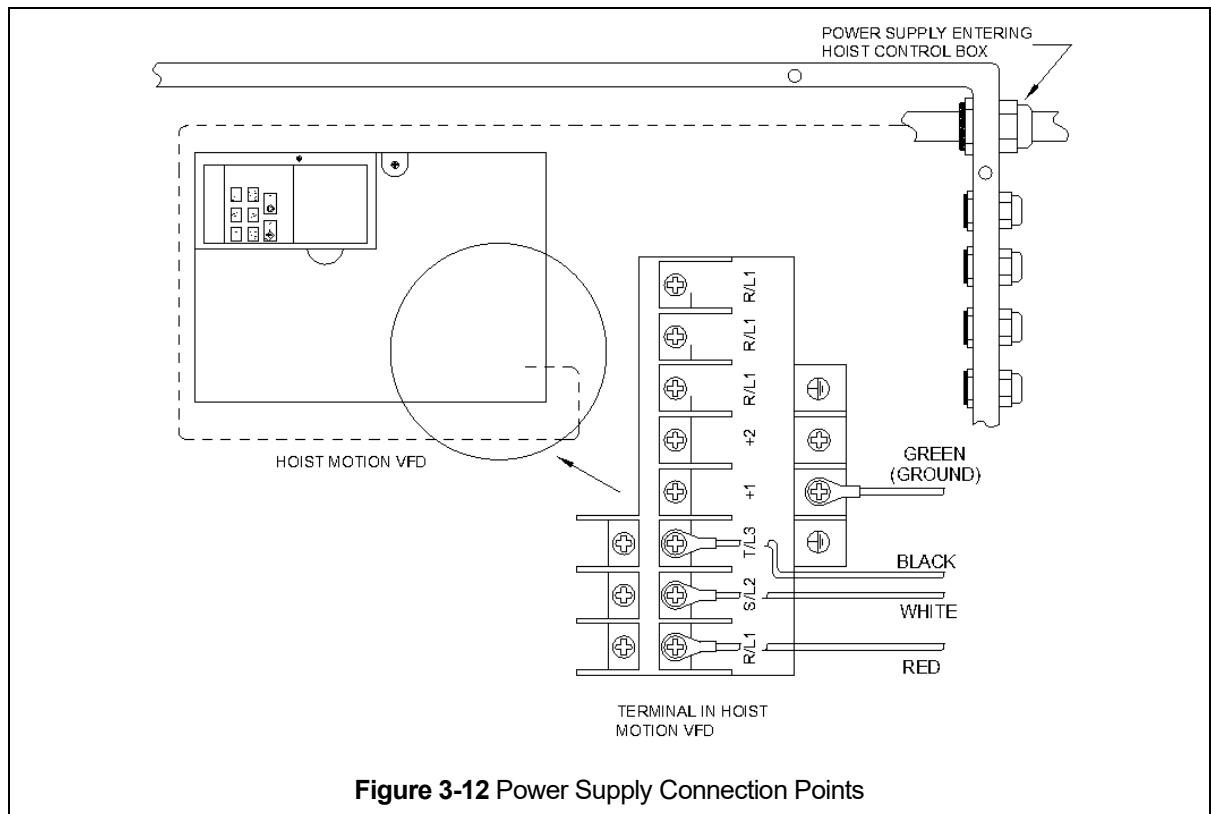 POWER SUPPLY ENTERING
HOIST CONTROL BOX
HOIST MOTION VFD
R/L1
R/L1
R/L1
+2
+1
T/L3
S/L2
R/L1
GREEN
(GROUND)
BLACK
WHITE
RED
TERMINAL IN HOIST
MOTION VFD
Figure 3-12 Power Supply Connection Points